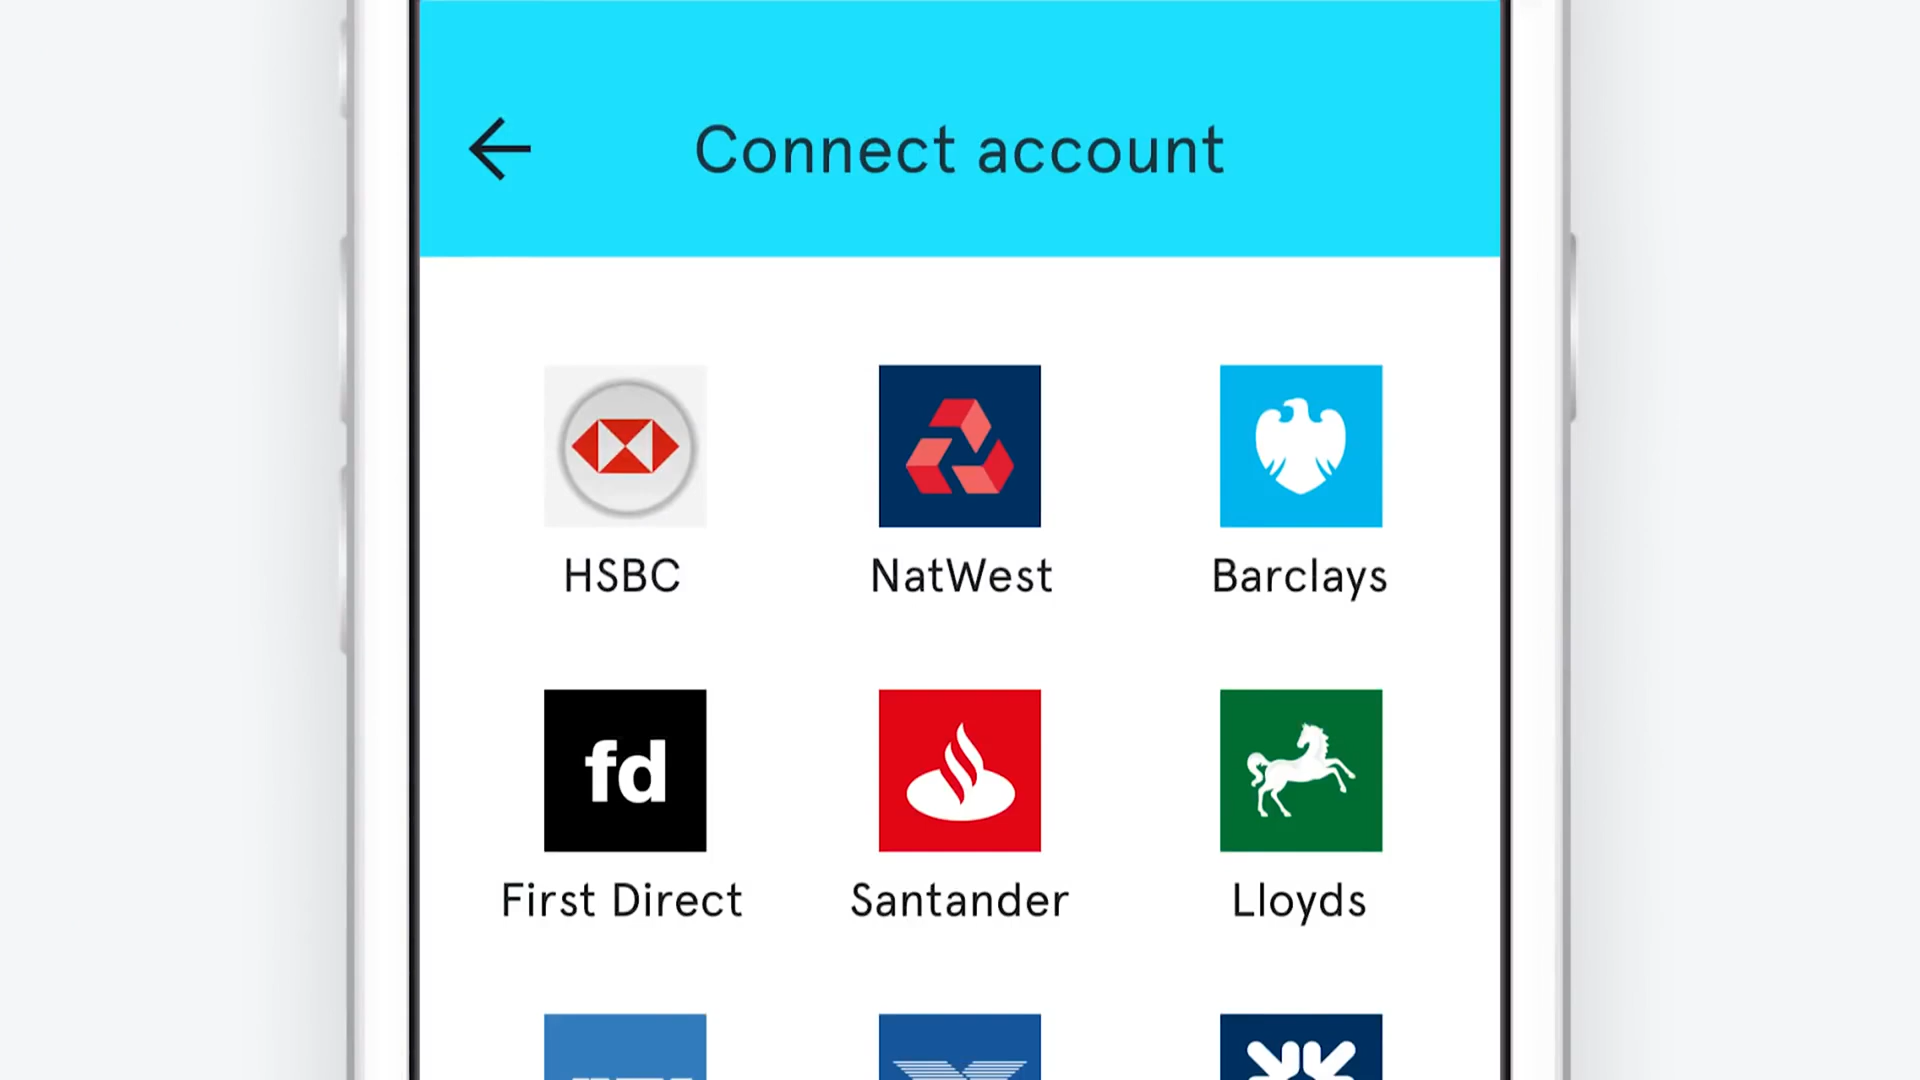 Connect account
HSBC
NatWest
Barclays
fd
First Direct
Santander
Lloyds